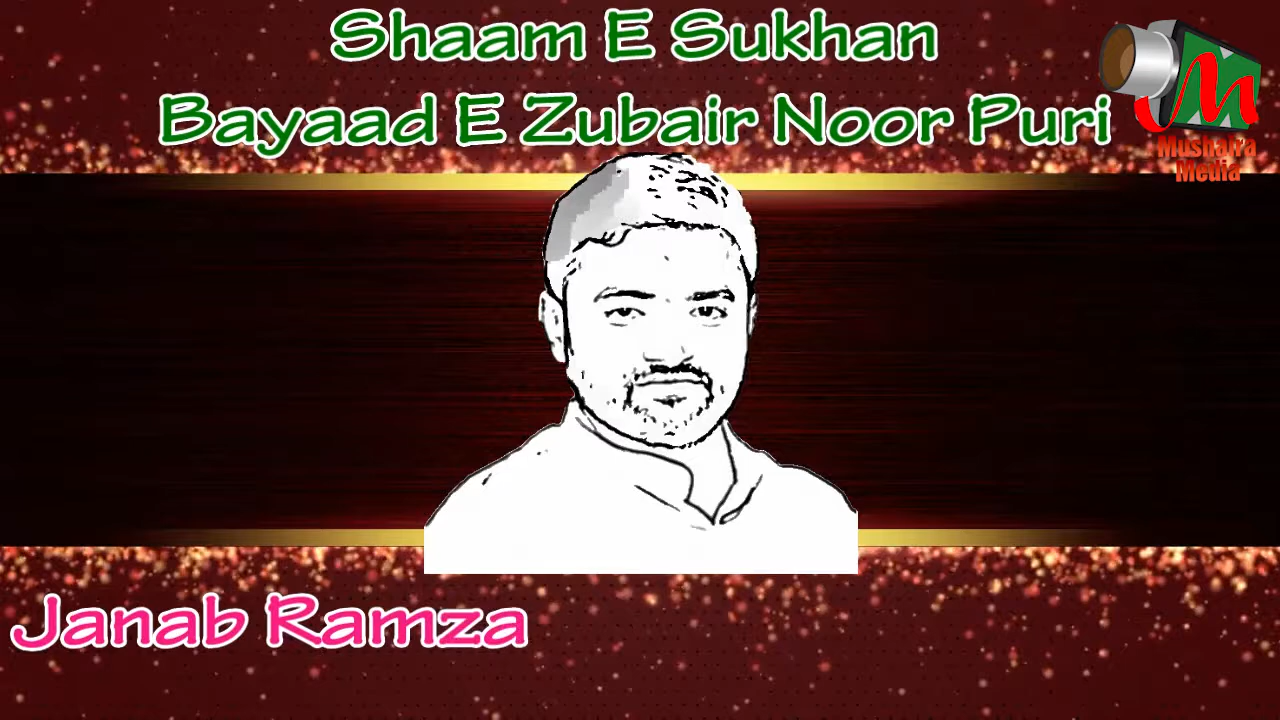 Shaam E Sukhan
Bayaad E Zubair Noor Puri
Mushaira
Media
Janab Ramza